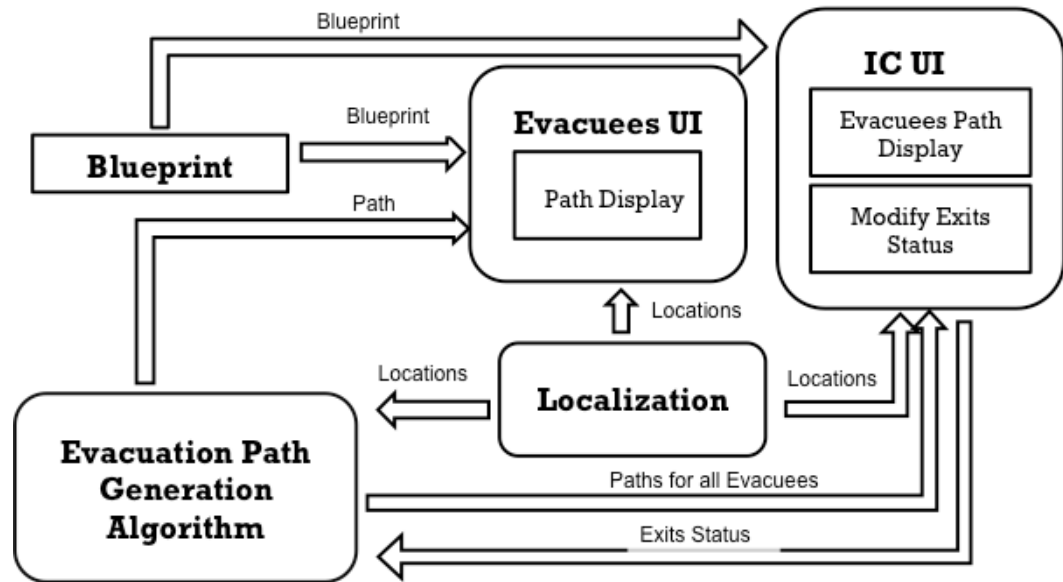 Blueprint
IC UI
Evacuees Path
Display
Modify Exits
Status
Evacuees UI
Path Display
Blueprint
Blueprint
Path
Locations
Localization
Locations
Locations
Evacuation Path
Generation
Algorithm
Paths for all Evacuees
Exits Status